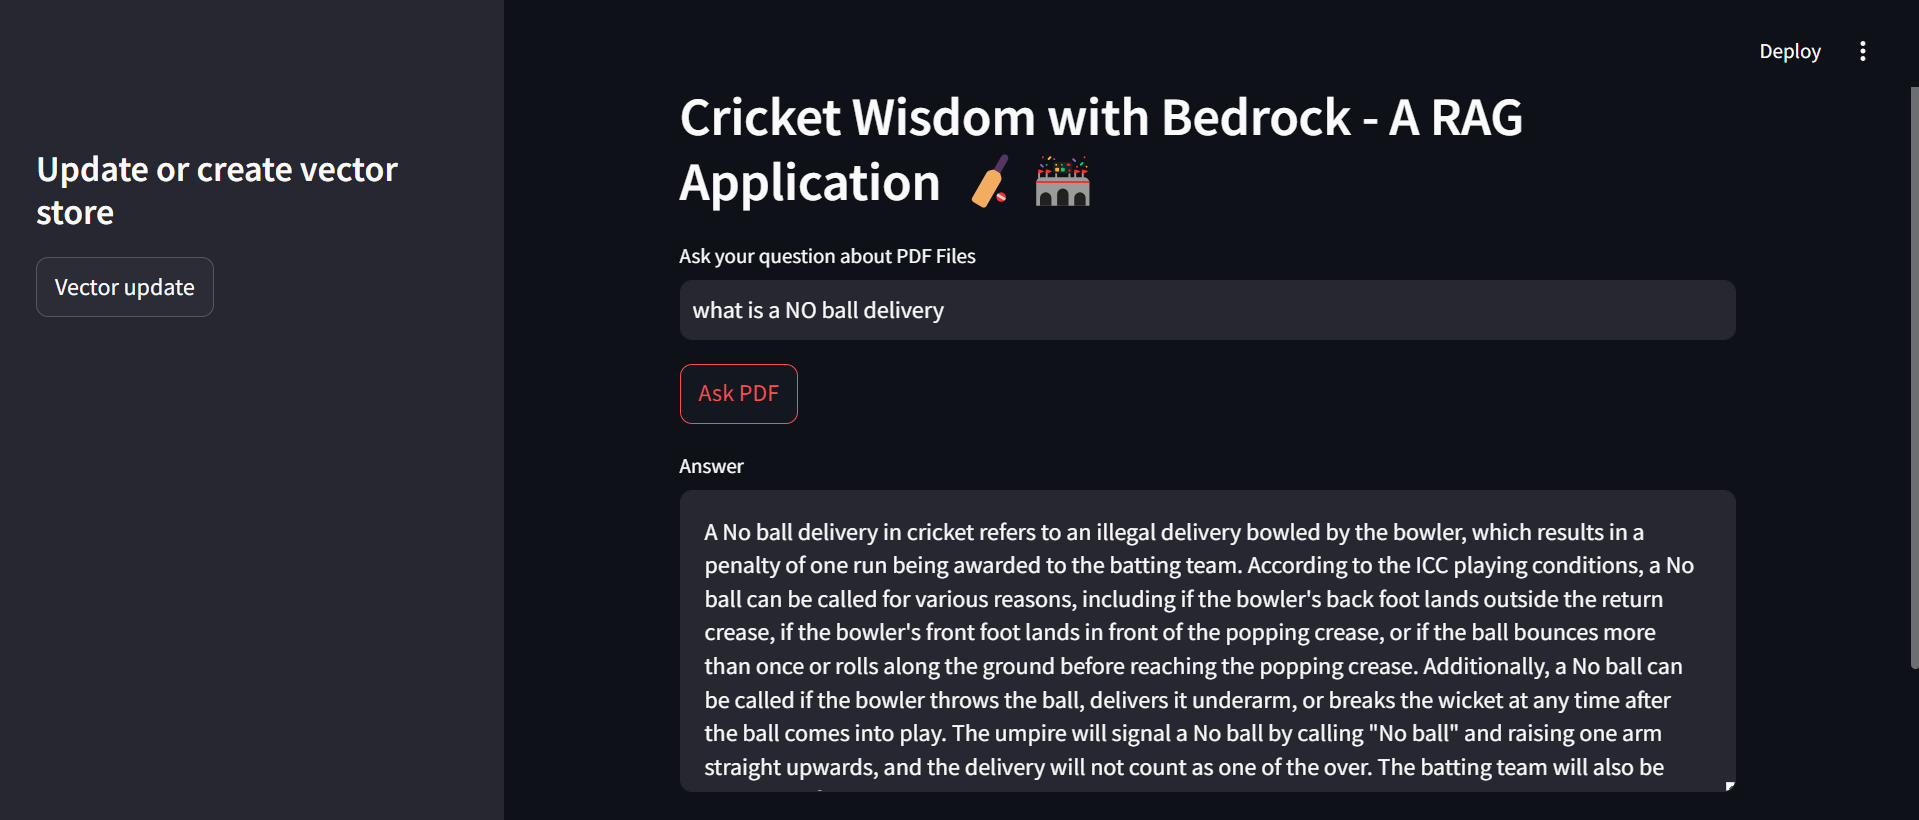 Deploy
Update or create vector
store
Vector update
Cricket Wisdom with Bedrock - A RAG
Application
Ask your question about PDF Files
what is a NO ball delivery
Ask PDF
Answer
A No ball delivery in cricket refers to an illegal delivery bowled by the bowler, which results in a
penalty of one run being awarded to the batting team. According to the ICC playing conditions, a No
ball can be called for various reasons, including if the bowler's back foot lands outside the return
crease, if the bowler's front foot lands in front of the popping crease, or if the ball bounces more
than once or rolls along the ground before reaching the popping crease. Additionally, a No ball can
be called if the bowler throws the ball, delivers it underarm, or breaks the wicket at any time after
the ball comes into play. The umpire will signal a No ball by calling "No ball" and raising one arm
straight upwards, and the delivery will not count as one of the over. The batting team will also be